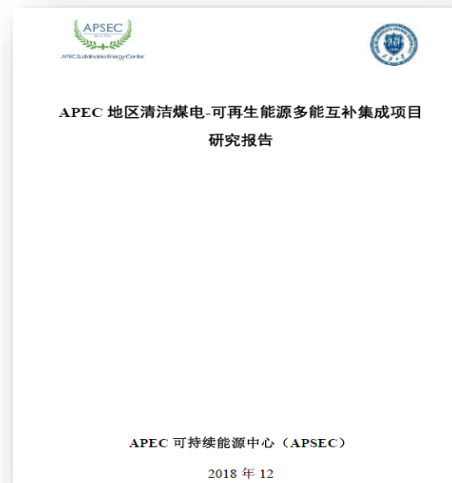 APSEC
APEC Sustainable Energy Center
APEC 地区清洁煤电-可再生能源多能互补集成项目
研究报告
APEC 可持续能源中心（APSEC）
2018 年 12